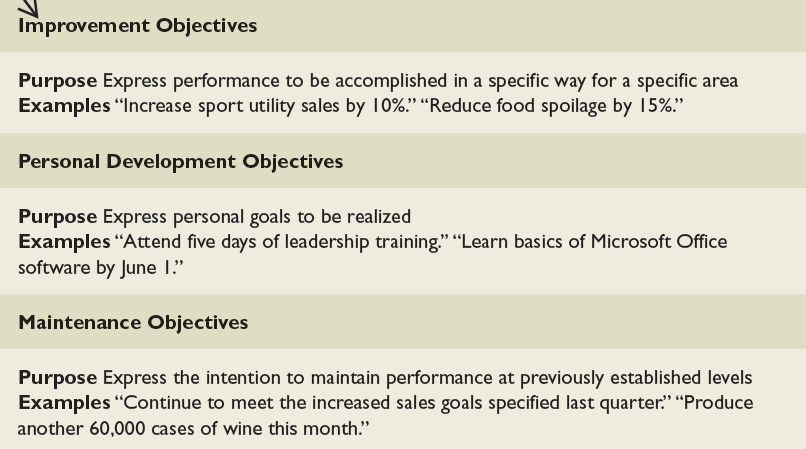 Improvement Objectives
Purpose Express performance to be accomplished in a specific way for a specific area
Examples “Increase sport utility sales by 10%.” “Reduce food spoilage by 15%.”
Personal Development Objectives
Purpose Express personal goals to be realized
Examples “Attend five days of leadership training.” “Learn basics of Microsoft Office
software by June 1.”
Maintenance Objectives
Purpose Express the intention to maintain performance at previously established levels
Examples “Continue to meet the increased sales goals specified last quarter.” “Produce
another 60,000 cases of wine this month.”